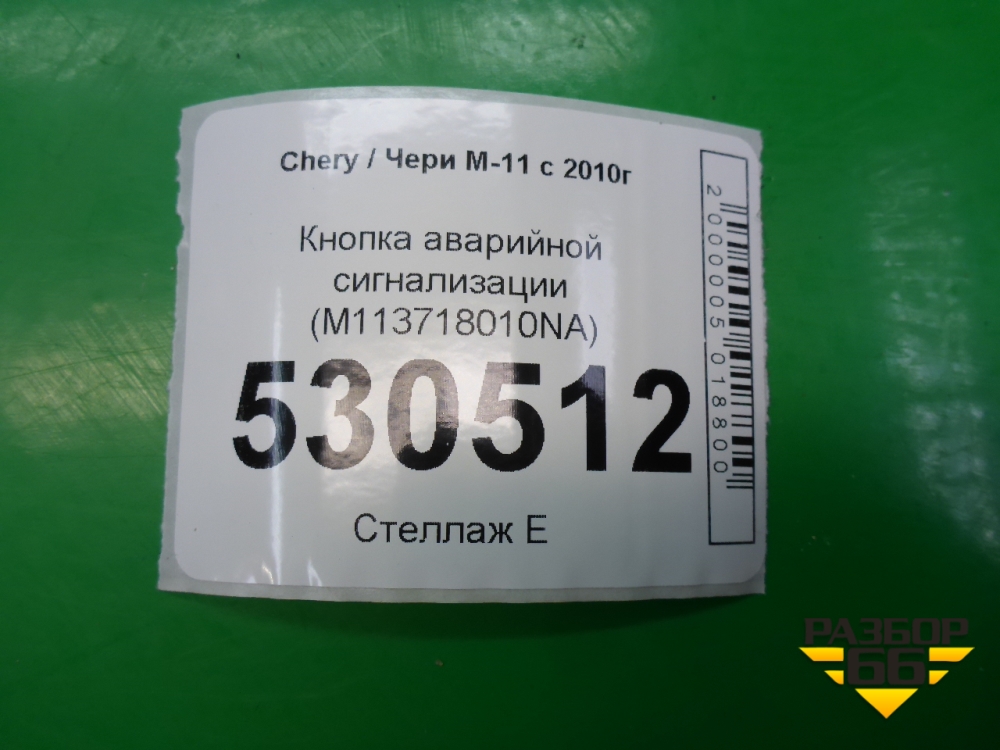 Chery / Чери М-11 с 2010г
Кнопка аварийной
сигнализации
(M113718010NA)
530512
Стеллаж Е
2000005018800
РАЗБОР
66